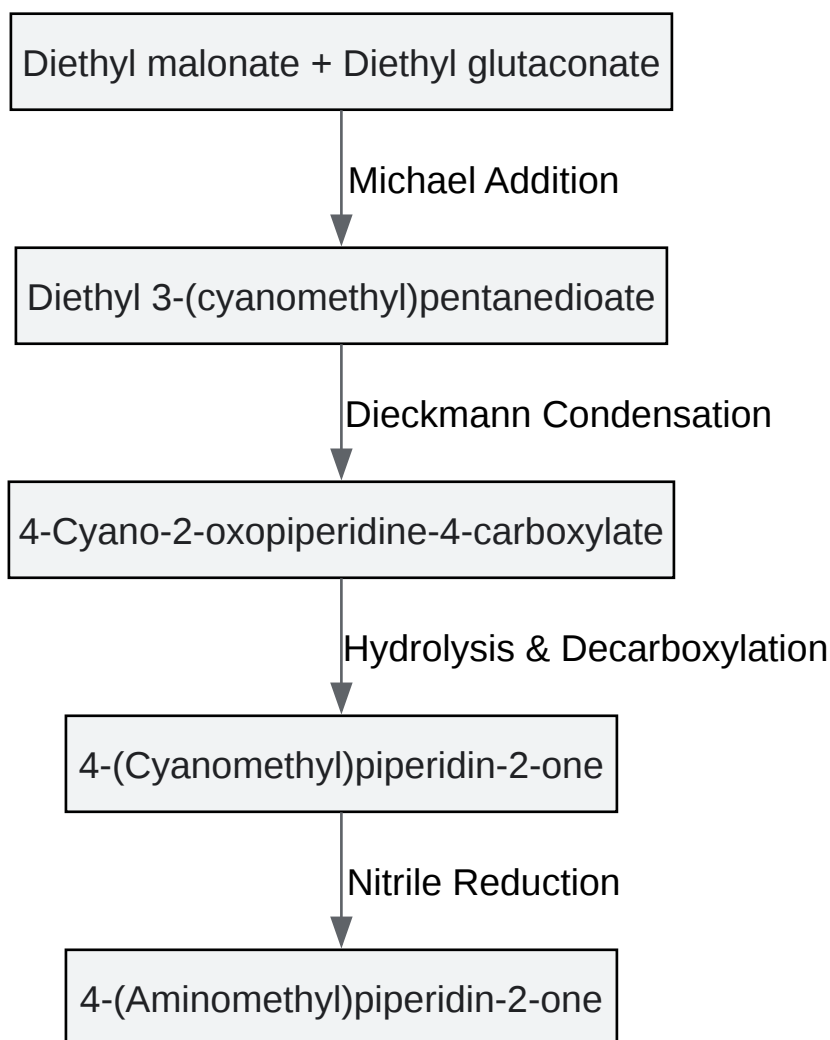 Diethyl malonate + Diethyl glutaconate
Michael Addition
Diethyl 3-(cyanomethyl)pentanedioate
Dieckmann Condensation
4-Cyano-2-oxopiperidine-4-carboxylate
Hydrolysis & Decarboxylation
4-(Cyanomethyl)piperidin-2-one
Nitrile Reduction
4-(Aminomethyl)piperidin-2-one